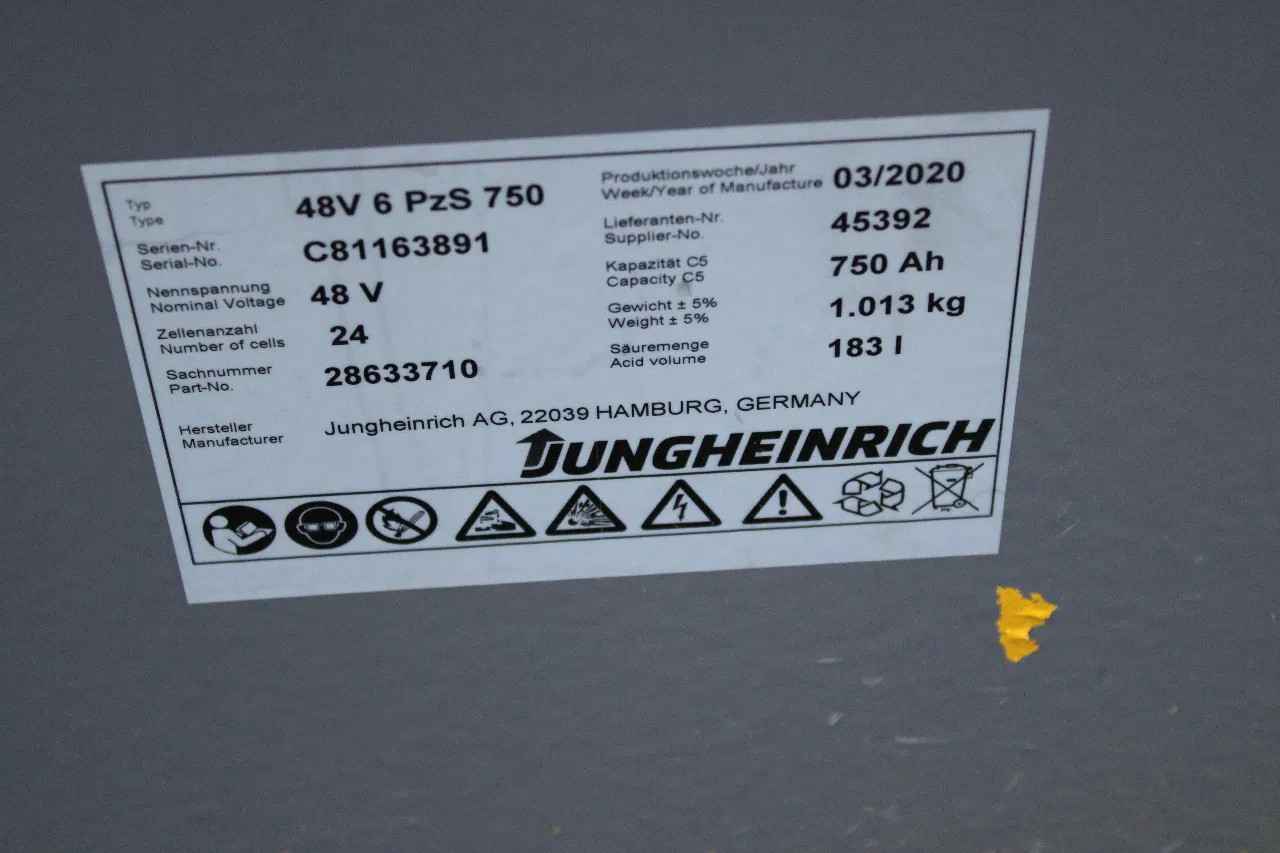 Typ
Type
48V 6 PzS 750
Serien-Nr.
Serial-No.
C81163891
Nennspannung
Nominal Voltage
48 V
Zellenanzahl
Number of cells
24
Sachnummer
Part-No.
28633710
Produktionswoche/Jahr
Week/Year of Manufacture
03/2020
Lieferanten-Nr.
Supplier-No.
45392
Kapazität C5
Capacity C5
750 Ah
Gewicht ± 5%
Weight ± 5%
1.013 kg
Säuremenge
Acid volume
183 l
Hersteller
Manufacturer
Jungheinrich AG, 22039 HAMBURG, GERMANY
JUNGHEINRICH